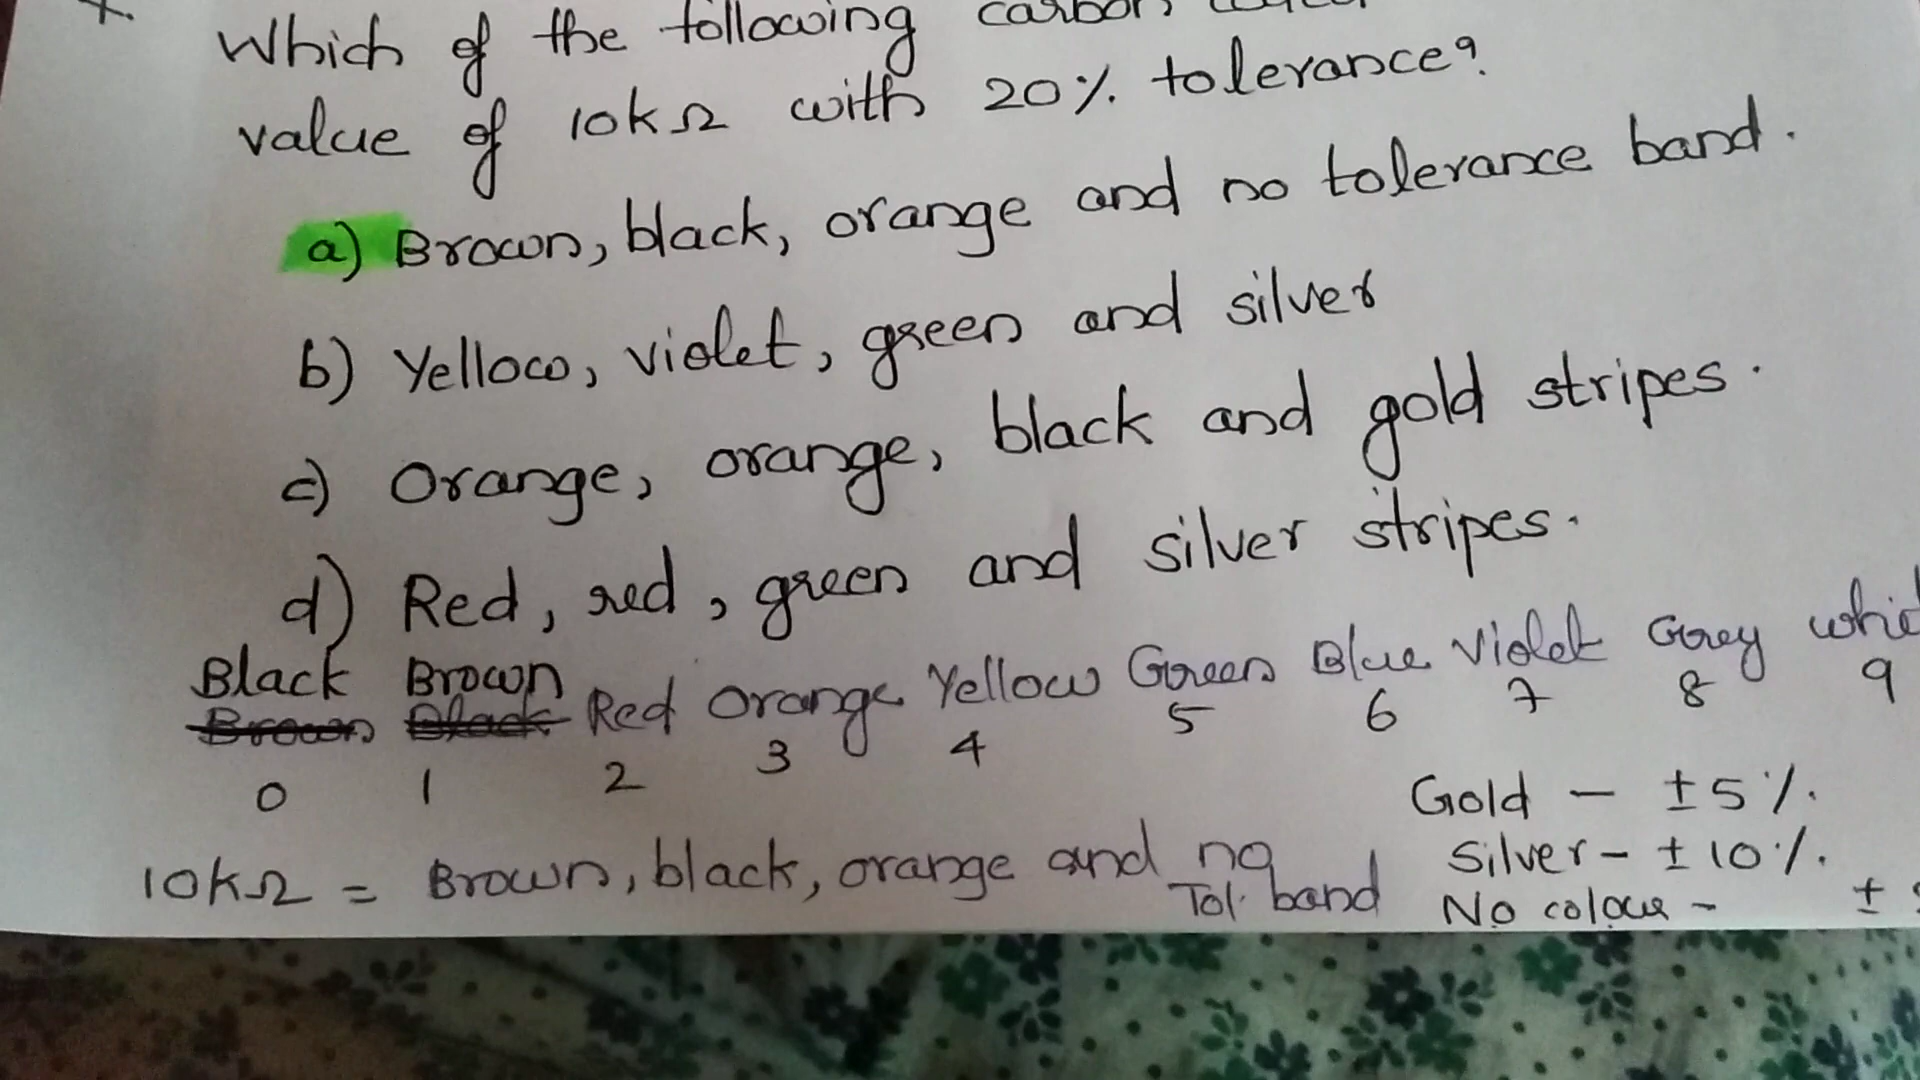 Which of the following carbon
value of 10kΩ with 20% tolerance?
a) Brown, black, orange and no tolerance band.
b) Yellow, violet, green and silver
c) Orange, orange, black and gold stripes.
d) Red, red, green and silver stripes.
Black Brown
Brown Black Red Orange Yellow Green Blue Violet Grey
0 1 2 3 4 5 6 7 8 9
Gold - ±5%.
10kΩ = Brown, black, orange and no Tol. band
Silver - ±10%.
No colour - ±